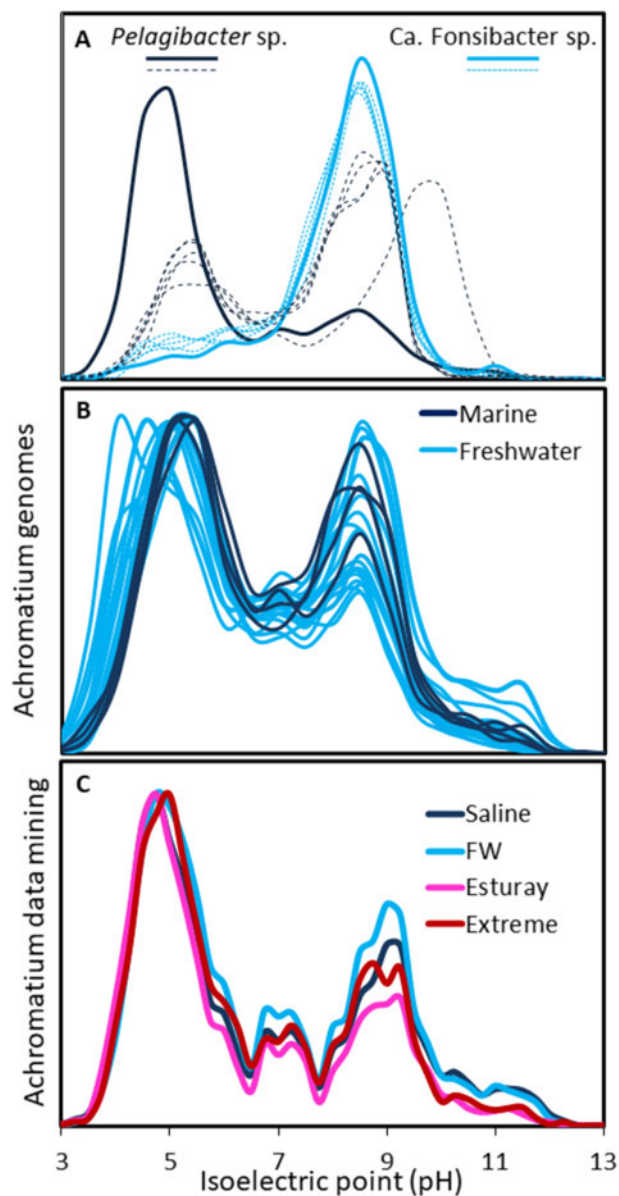 A
Pelagibacter sp.
Ca. Fonsibacter sp.
B
Marine
Freshwater
Achromatium genomes
C
Saline
FW
Esturay
Extreme
Achromatium data mining
3 5 7 9 11 13
Isoelectric point (pH)